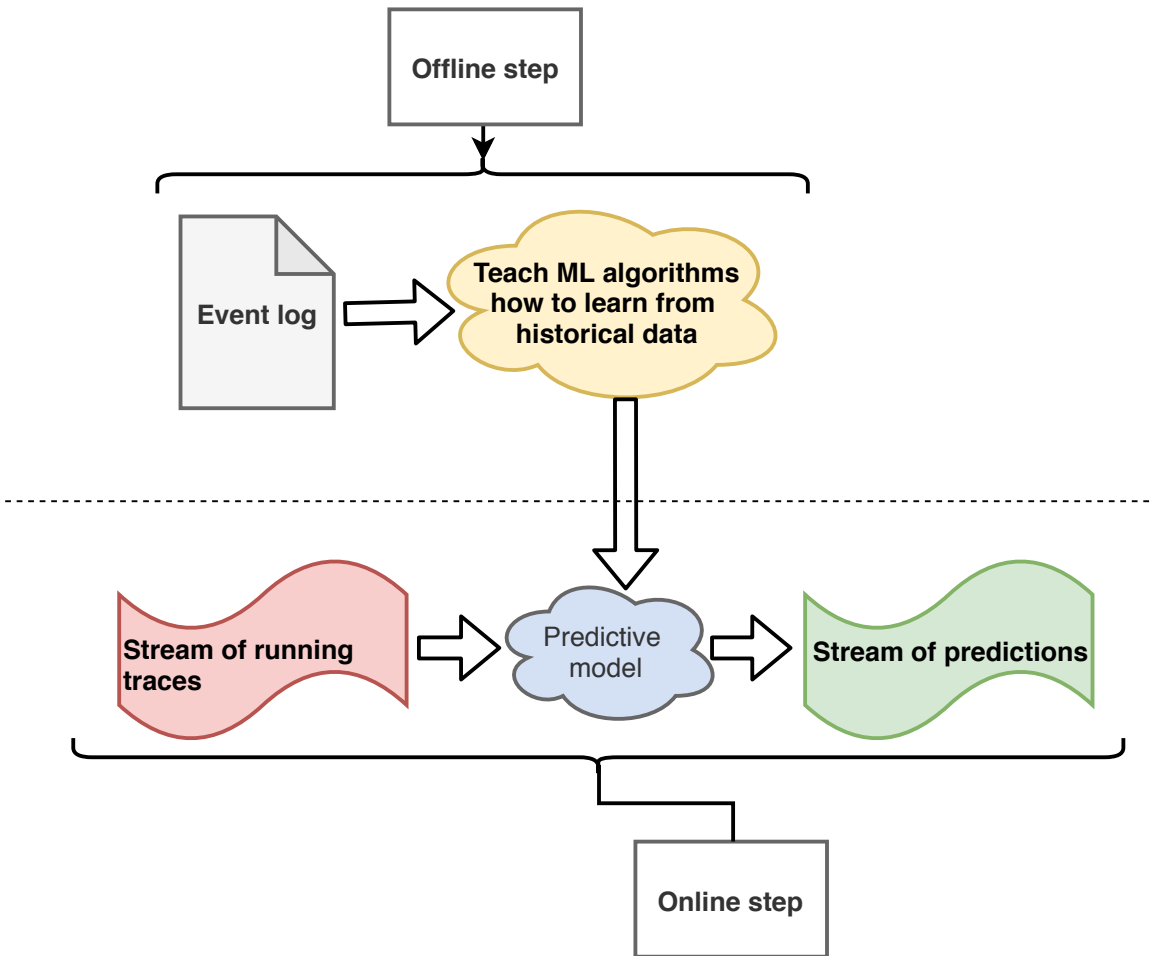 Offline step
Event log
Teach ML algorithms
how to learn from
historical data
Stream of running
traces
Predictive
model
Stream of predictions
Online step